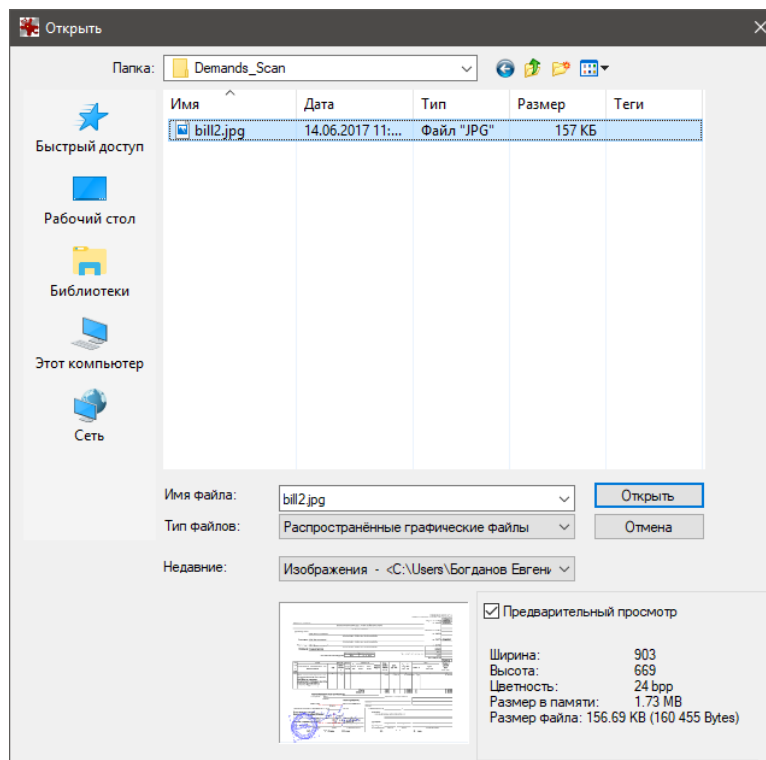 Открыть
Папка: Demands_Scan
Имя Дата Тип Размер Теги
bill2.jpg 14.06.2017 11:... Файл "JPG" 157 КБ
Быстрый доступ
Рабочий стол
Библиотеки
Этот компьютер
Сеть
Имя файла: bill2.jpg Открыть
Тип файлов: Распространённые графические файлы Отмена
Недавние: Изображения - <C:\Users\Богданов Евгени
Предварительный просмотр
Ширина: 903
Высота: 669
Цветность: 24 bpp
Размер в памяти: 1.73 MB
Размер файла: 156.69 KB (160 455 Bytes)